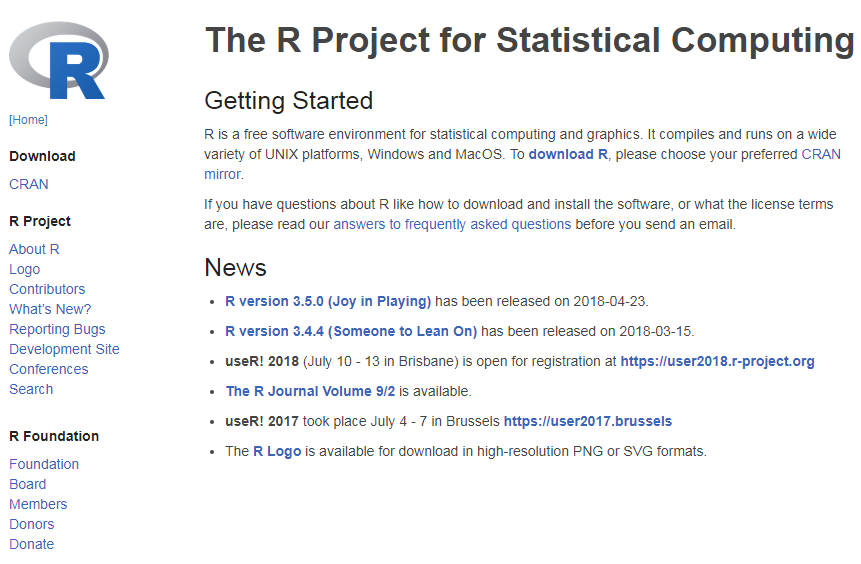 R
[Home]
Download
CRAN
R Project
About R
Logo
Contributors
What's New?
Reporting Bugs
Development Site
Conferences
Search
R Foundation
Foundation
Board
Members
Donors
Donate
The R Project for Statistical Computing
Getting Started
R is a free software environment for statistical computing and graphics. It compiles and runs on a wide
variety of UNIX platforms, Windows and MacOS. To download R, please choose your preferred CRAN
mirror.
If you have questions about R like how to download and install the software, or what the license terms
are, please read our answers to frequently asked questions before you send an email.
News
• R version 3.5.0 (Joy in Playing) has been released on 2018-04-23.
• R version 3.4.4 (Someone to Lean On) has been released on 2018-03-15.
• useR! 2018 (July 10 - 13 in Brisbane) is open for registration at https://user2018.r-project.org
• The R Journal Volume 9/2 is available.
• useR! 2017 took place July 4 - 7 in Brussels https://user2017.brussels
• The R Logo is available for download in high-resolution PNG or SVG formats.